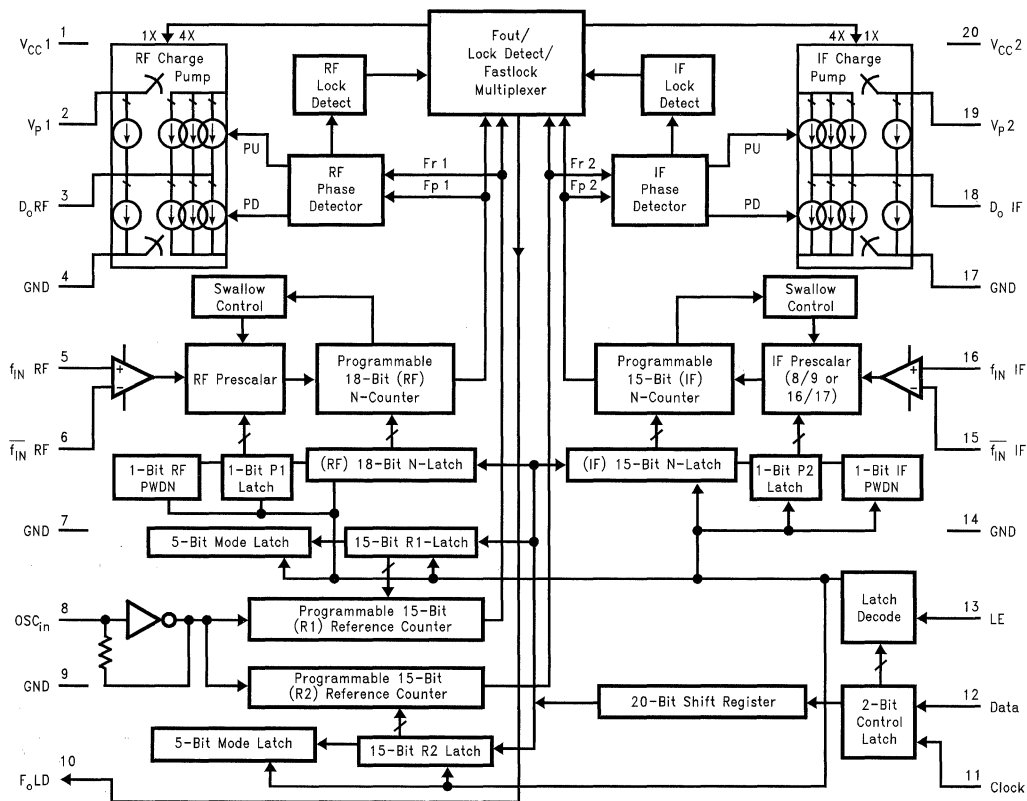 1
V_CC 1
2
V_P 1
3
D_o RF
4
GND
5
f_IN RF
6
f̅_IN RF
7
GND
8
OSC_in
9
GND
10
F_oLD
1X 4X
RF Charge
Pump
PU
PD
RF
Lock
Detect
RF
Phase
Detector
Fout/
Lock Detect/
Fastlock
Multiplexer
Fr 1
Fp 1
Fr 2
Fp 2
IF
Lock
Detect
IF
Phase
Detector
PU
PD
4X 1X
IF Charge
Pump
Swallow
Control
RF Prescalar
Programmable
18-Bit (RF)
N-Counter
1-Bit RF
PWDN
1-Bit P1
Latch
(RF) 18-Bit N-Latch
5-Bit Mode Latch
15-Bit R1-Latch
Programmable 15-Bit
(R1) Reference Counter
Programmable 15-Bit
(R2) Reference Counter
5-Bit Mode Latch
15-Bit R2 Latch
Swallow
Control
Programmable
15-Bit (IF)
N-Counter
IF Prescalar
(8/9 or
16/17)
(IF) 15-Bit N-Latch
1-Bit P2
Latch
1-Bit IF
PWDN
Latch
Decode
20-Bit Shift Register
2-Bit
Control
Latch
20
V_CC 2
19
V_P 2
18
D_o IF
17
GND
16
f_IN IF
15
f̅_IN IF
14
GND
13
LE
12
Data
11
Clock